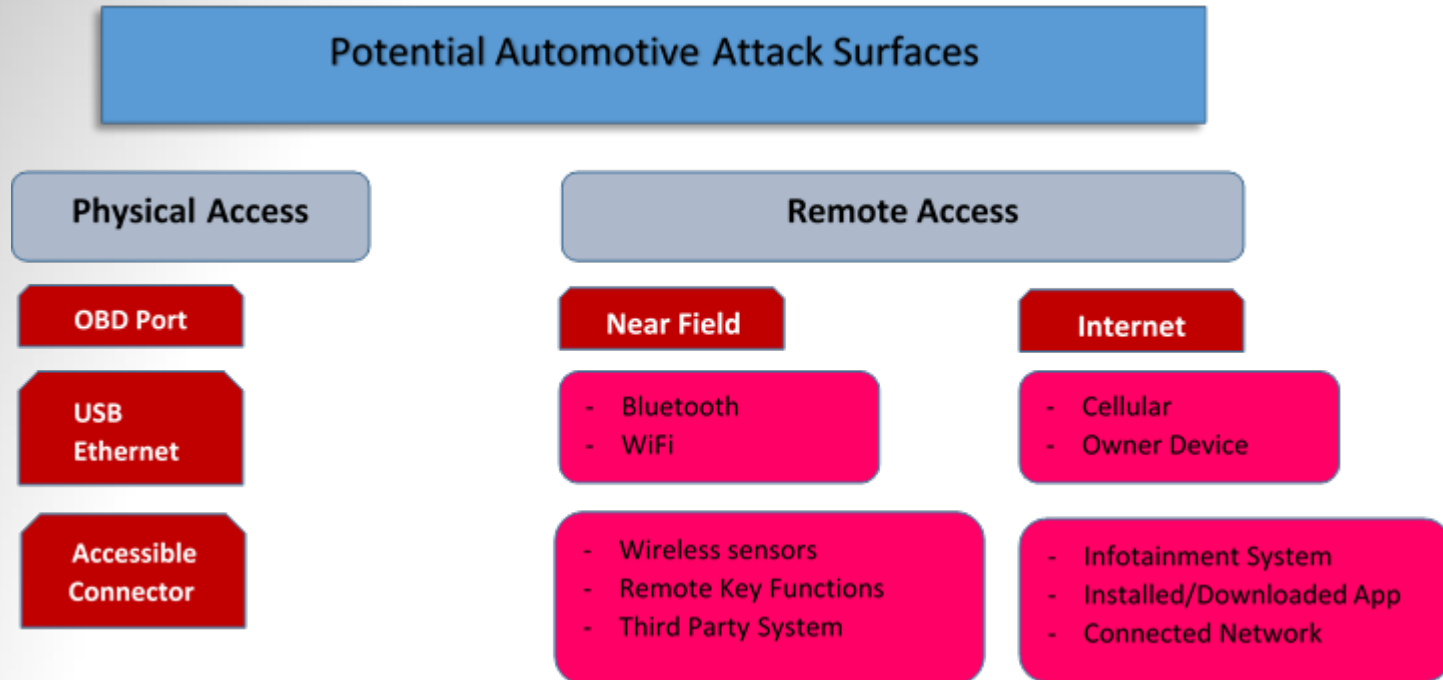 Potential Automotive Attack Surfaces
Physical Access
OBD Port
USB
Ethernet
Accessible
Connector
Remote Access
Near Field
- Bluetooth
- WiFi
- Wireless sensors
- Remote Key Functions
- Third Party System
Internet
- Cellular
- Owner Device
- Infotainment System
- Installed/Downloaded App
- Connected Network